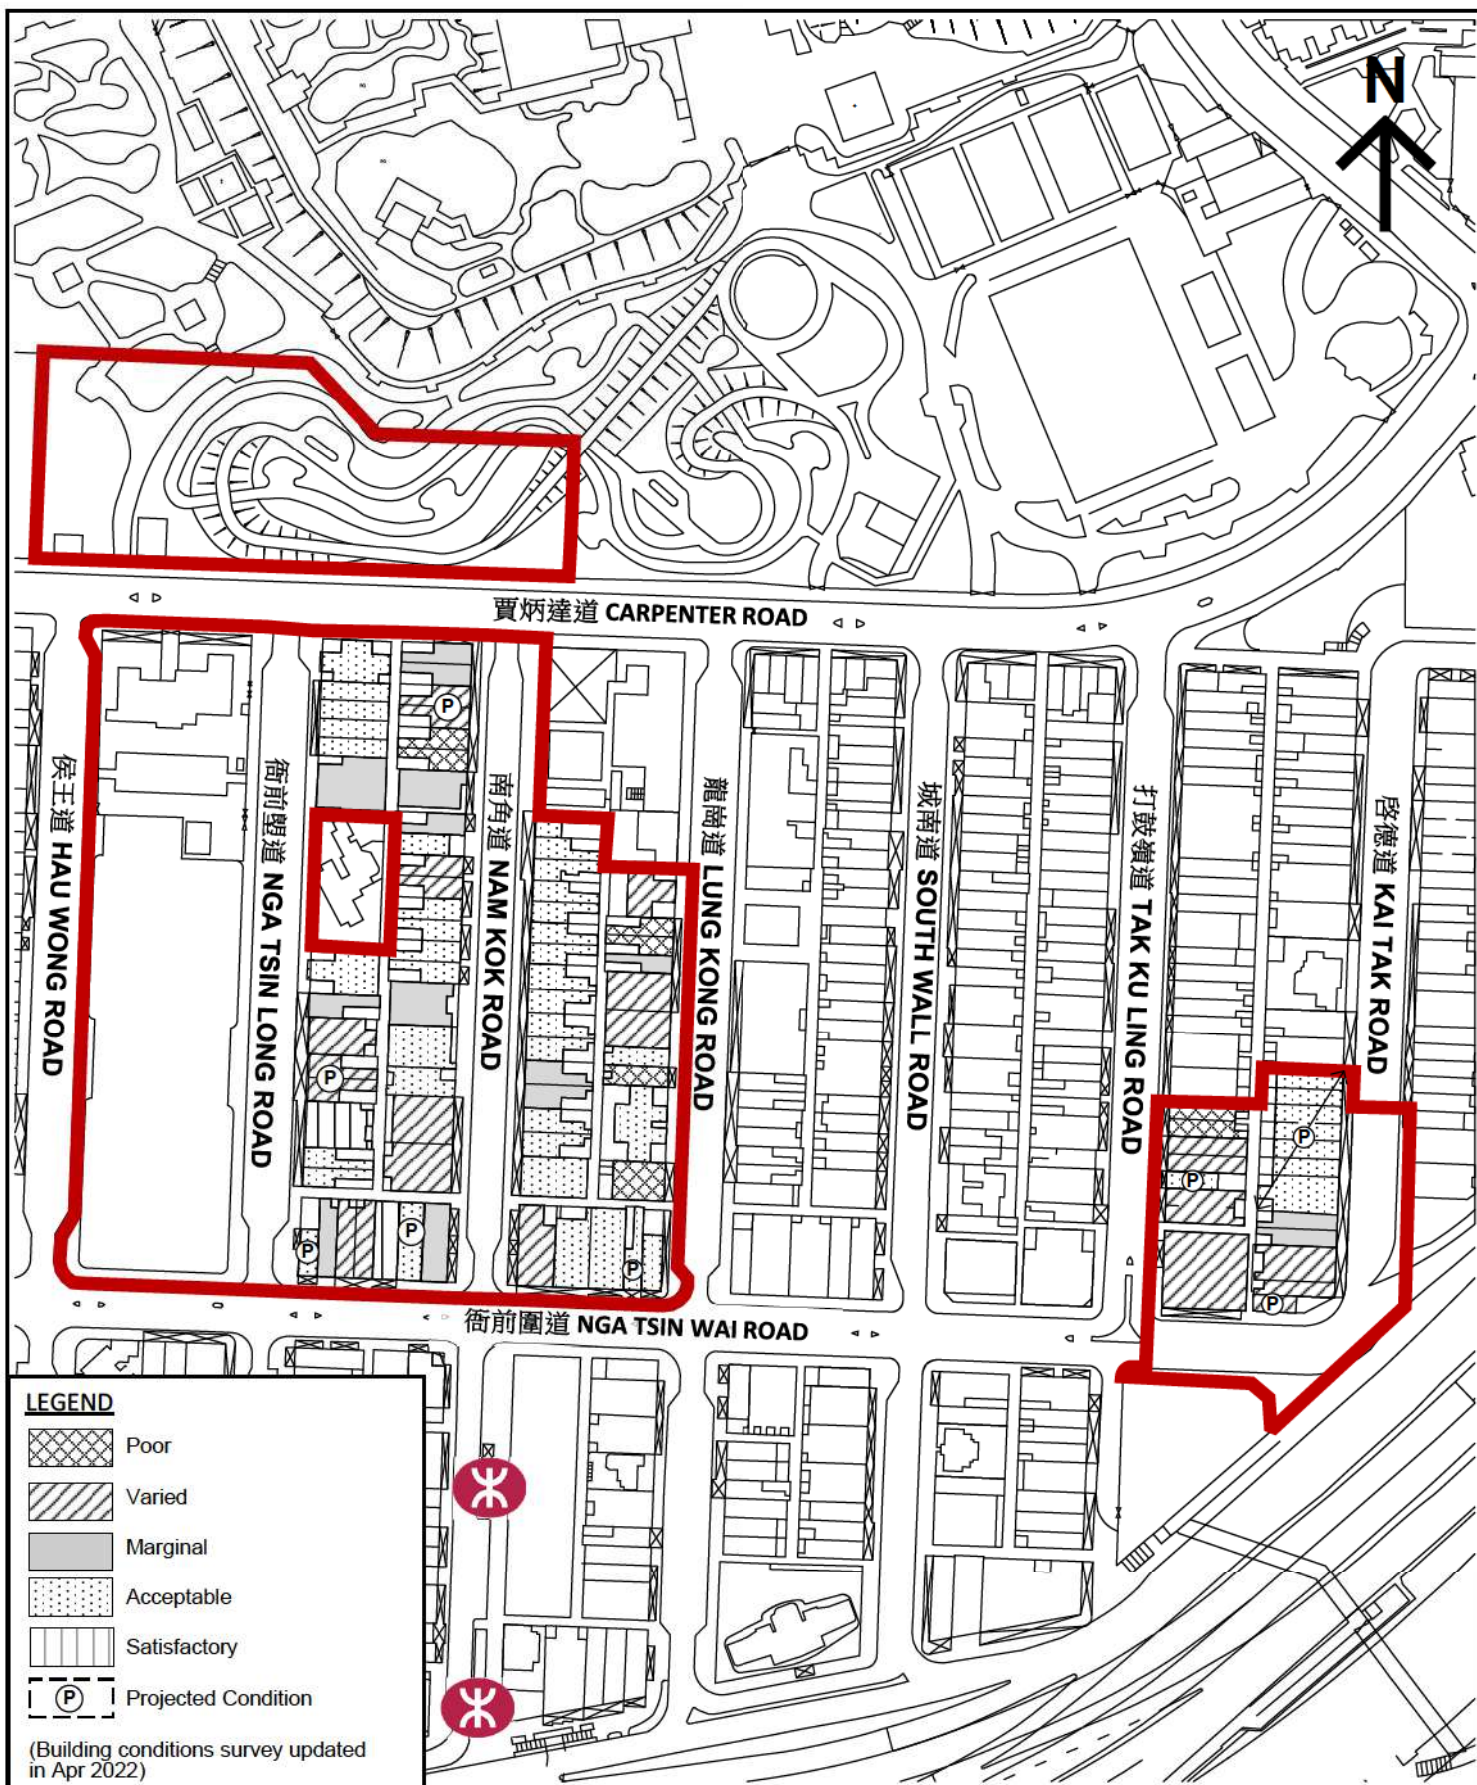 N
賈炳達道 CARPENTER ROAD
侯王道 HAU WONG ROAD
衙前塱道 NGA TSIN LONG ROAD
南角道 NAM KOK ROAD
龍崗道 LUNG KONG ROAD
城南道 SOUTH WALL ROAD
打鼓嶺道 TAK KU LING ROAD
啓德道 KAI TAK ROAD
P
P
P
P
P
P
P
P
衙前圍道 NGA TSIN WAI ROAD
LEGEND
Poor
Varied
Marginal
Acceptable
Satisfactory
P Projected Condition
(Building conditions survey updated
in Apr 2022)